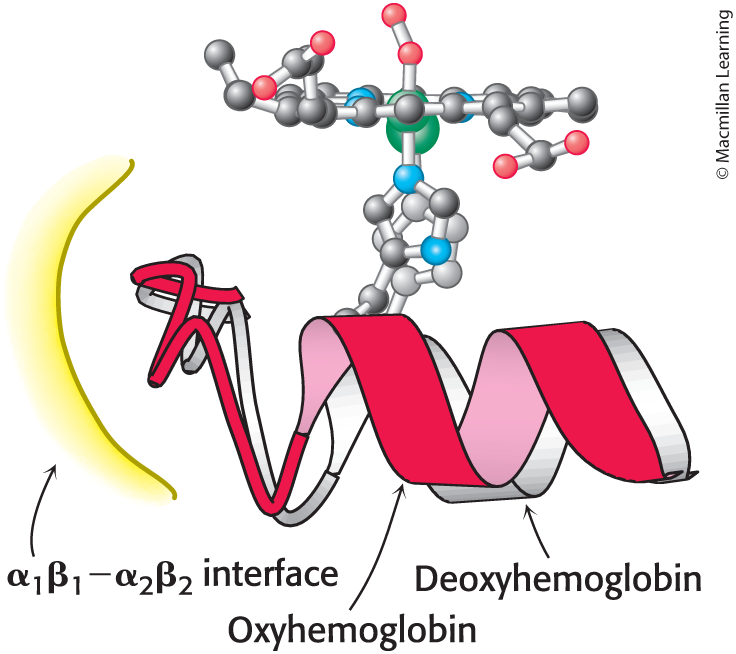 © Macmillan Learning
α₁β₁–α₂β₂ interface
Deoxyhemoglobin
Oxyhemoglobin